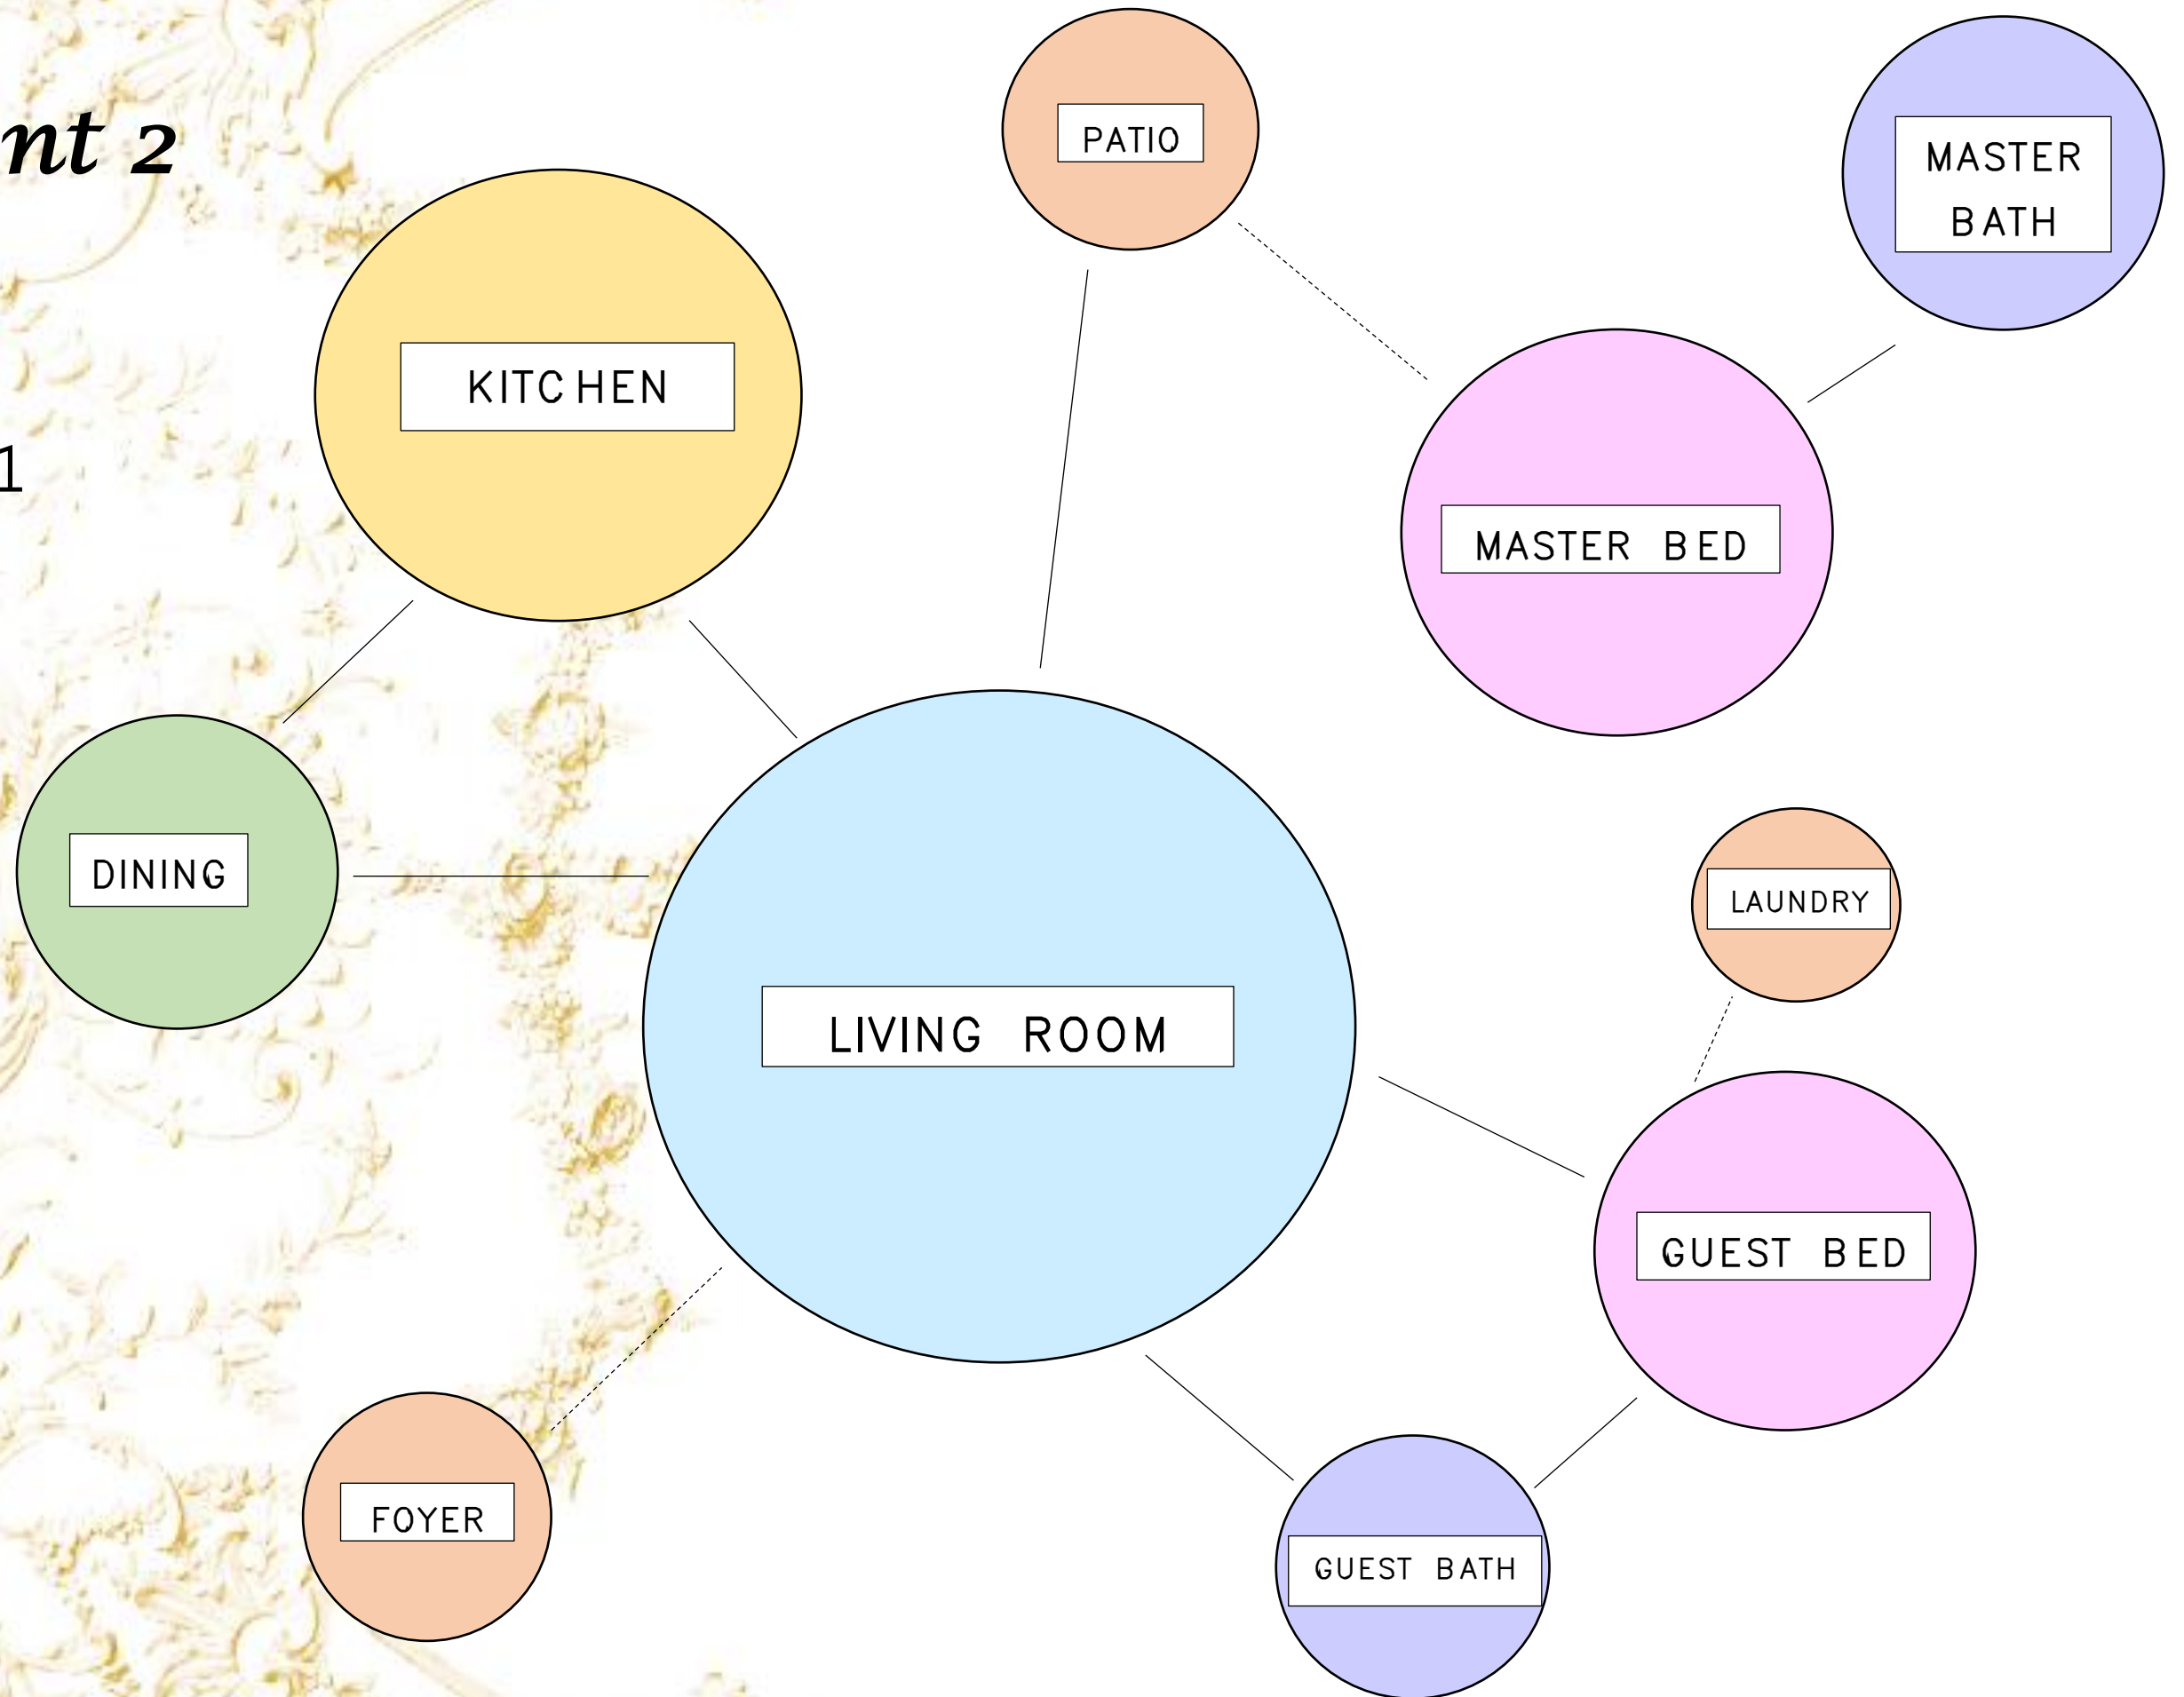 nt 2
1
PATIO
MASTER
BATH
KITCHEN
MASTER BED
DINING
LAUNDRY
LIVING ROOM
GUEST BED
FOYER
GUEST BATH